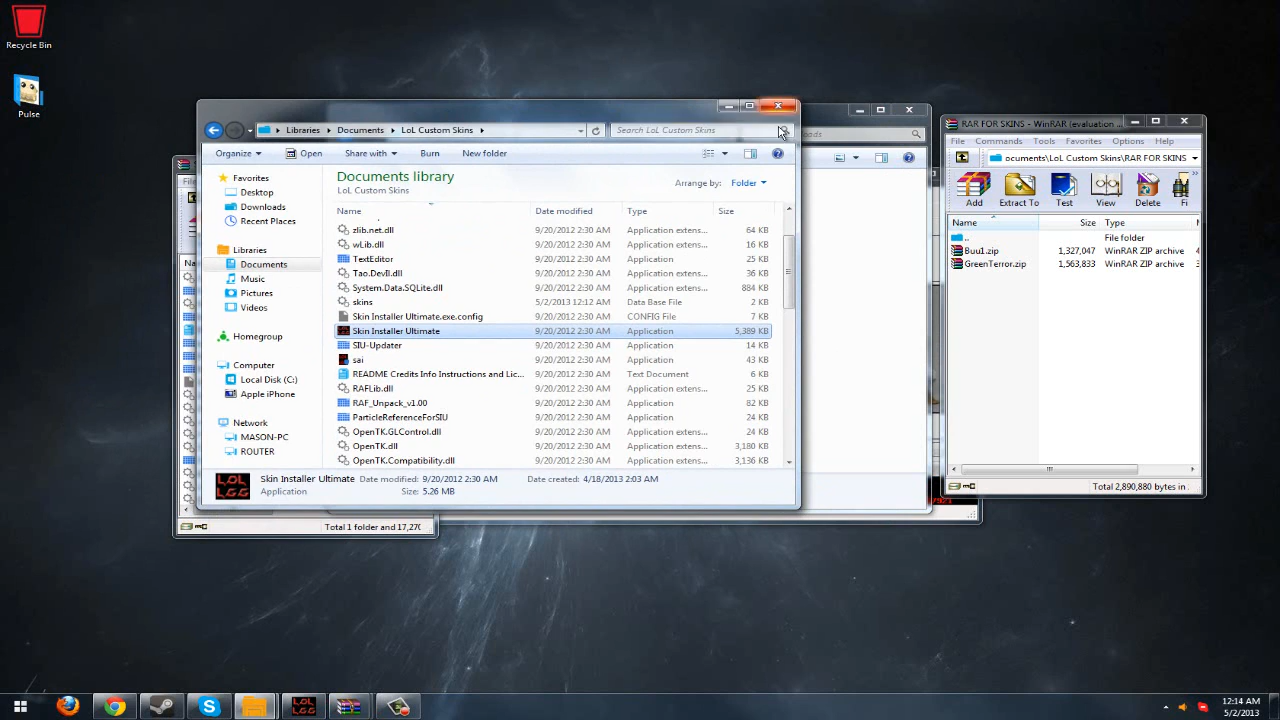 Recycle Bin
Pulse
Libraries
Documents
LoL Custom Skins
Search LoL Custom Skins
Organize
Open
Share with
Burn
New folder
Documents library
LoL Custom Skins
Arrange by:
Folder
Name
Date modified
Type
Size
Favorites
Desktop
Downloads
Recent Places
Libraries
Documents
Music
Pictures
Videos
Homegroup
Computer
Local Disk (C:)
Apple iPhone
Network
MASON-PC
ROUTER
zlib.net.dll 9/20/2012 2:30 AM Application extens... 64 KB
wLib.dll 9/20/2012 2:30 AM Application extens... 16 KB
TextEditor 9/20/2012 2:30 AM Application 25 KB
Tao.DevIl.dll 9/20/2012 2:30 AM Application extens... 36 KB
System.Data.SQLite.dll 9/20/2012 2:30 AM Application extens... 884 KB
skins 5/2/2013 12:12 AM Data Base File 2 KB
Skin Installer Ultimate.exe.config 9/20/2012 2:30 AM CONFIG File 7 KB
Skin Installer Ultimate 9/20/2012 2:30 AM Application 5,389 KB
SIU-Updater 9/20/2012 2:30 AM Application 14 KB
sai 9/20/2012 2:30 AM Application 43 KB
README Credits Info Instructions and Lic... 9/20/2012 2:30 AM Text Document 6 KB
RAFLib.dll 9/20/2012 2:30 AM Application extens... 25 KB
RAF_Unpack_v1.00 9/20/2012 2:30 AM Application 82 KB
ParticleReferenceForSIU 9/20/2012 2:30 AM Application 24 KB
OpenTK.GLControl.dll 9/20/2012 2:30 AM Application extens... 24 KB
OpenTK.dll 9/20/2012 2:30 AM Application extens... 3,180 KB
OpenTK.Compatibility.dll 9/20/2012 2:30 AM Application extens... 3,136 KB
LOL
LCG
Skin Installer Ultimate Date modified: 9/20/2012 2:30 AM Date created: 4/18/2013 2:03 AM
Application Size: 5.26 MB
Total 1 folder and 17,270
RAR FOR SKINS - WinRAR (evaluation ...
File Commands Tools Favorites Options Help
ocuments\LoL Custom Skins\RAR FOR SKINS
Add Extract To Test View Delete Fi
Name Size Type
.. File folder
Buu1.zip 1,327,047 WinRAR ZIP archive
GreenTerror.zip 1,563,833 WinRAR ZIP archive
Total 2,890,880 bytes in
12:14 AM
5/2/2013